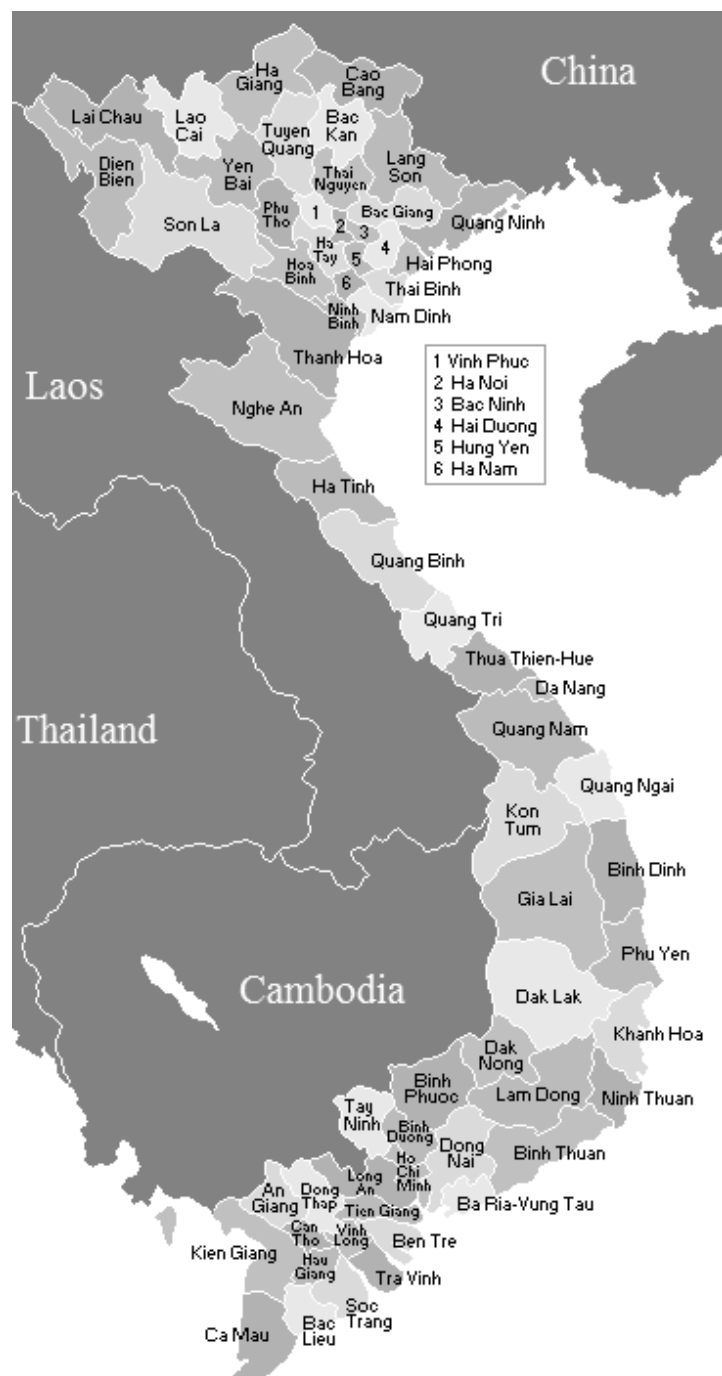 China
Ha
Giang
Cao
Bang
Lai Chau
Lao
Cai
Tuyen
Quang
Bac
Kan
Dien
Bien
Yen
Bai
Thai
Nguyen
Lang
Son
Son La
Phu
Tho
1
2
3
Bac Giang
Quang Ninh
Ha
Tay
5
4
Hoa
Binh
6
Hai Phong
Thai Binh
Ninh
Binh
Nam Dinh
Thanh Hoa
Laos
Nghe An
1 Vinh Phuc
2 Ha Noi
3 Bac Ninh
4 Hai Duong
5 Hung Yen
6 Ha Nam
Ha Tinh
Quang Binh
Quang Tri
Thua Thien-Hue
Da Nang
Thailand
Quang Nam
Quang Ngai
Kon
Tum
Binh Dinh
Gia Lai
Phu Yen
Cambodia
Dak Lak
Khanh Hoa
Dak
Nong
Binh
Phuoc
Lam Dong
Ninh Thuan
Tay
Ninh
Binh
Duong
Dong
Nai
Binh Thuan
Ho
Chi
Minh
Long
An
An
Giang
Dong
Thap
Tien Giang
Ba Ria-Vung Tau
Can
Tho
Vinh
Long
Ben Tre
Kien Giang
Hau
Giang
Tra Vinh
Soc
Trang
Ca Mau
Bac
Lieu